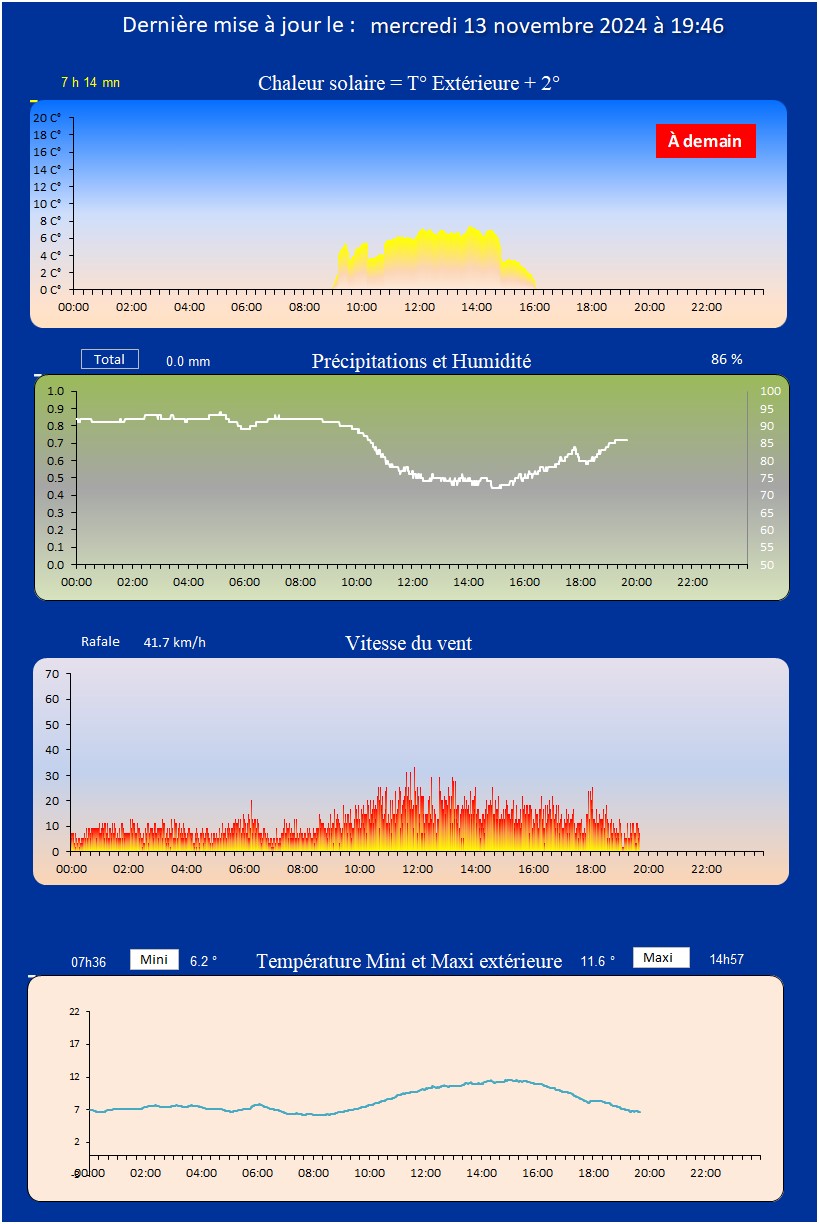 Dernière mise à jour le : mercredi 13 novembre 2024 à 19:46
7 h 14 mn
Chaleur solaire = T° Extérieure + 2°
À demain
20 C°
18 C°
16 C°
14 C°
12 C°
10 C°
8 C°
6 C°
4 C°
2 C°
0 C°
00:00 02:00 04:00 06:00 08:00 10:00 12:00 14:00 16:00 18:00 20:00 22:00
Total 0.0 mm Précipitations et Humidité 86 %
1.0 100
0.9 95
0.8 90
0.7 85
0.6 80
0.5 75
0.4 70
0.3 65
0.2 60
0.1 55
0.0 50
00:00 02:00 04:00 06:00 08:00 10:00 12:00 14:00 16:00 18:00 20:00 22:00
Rafale 41.7 km/h Vitesse du vent
70
60
50
40
30
20
10
0
00:00 02:00 04:00 06:00 08:00 10:00 12:00 14:00 16:00 18:00 20:00 22:00
07h36 Mini 6.2 ° Température Mini et Maxi extérieure 11.6 ° Maxi 14h57
22
17
12
7
2
-3
00:00 02:00 04:00 06:00 08:00 10:00 12:00 14:00 16:00 18:00 20:00 22:00